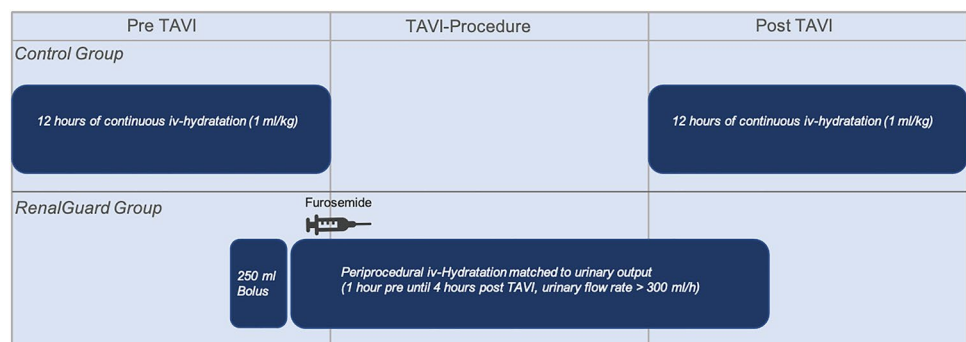 Pre TAVI
TAVI-Procedure
Post TAVI
Control Group
12 hours of continuous iv-hydratation (1 ml/kg)
12 hours of continuous iv-hydratation (1 ml/kg)
RenalGuard Group
Furosemide
250 ml
Bolus
Periprocedural iv-Hydratation matched to urinary output
(1 hour pre until 4 hours post TAVI, urinary flow rate > 300 ml/h)